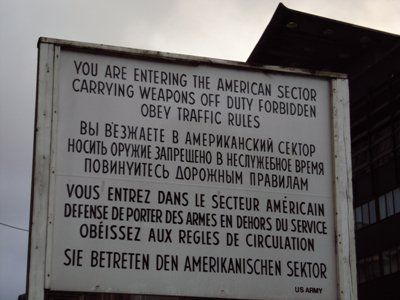 YOU ARE ENTERING THE AMERICAN SECTOR
CARRYING WEAPONS OFF DUTY FORBIDDEN
OBEY TRAFFIC RULES
ВЫ ВЪЕЗЖАЕТЕ В АМЕРИКАНСКИЙ СЕКТОР
НОСИТЬ ОРУЖИЕ ЗАПРЕЩЕНО В НЕСЛУЖЕБНОЕ ВРЕМЯ
ПОВИНУЙТЕСЬ ДОРОЖНЫМ ПРАВИЛАМ
VOUS ENTREZ DANS LE SECTEUR AMÉRICAIN
DÉFENSE DE PORTER DES ARMES EN DEHORS DU SERVICE
OBÉISSEZ AUX RÈGLES DE CIRCULATION
SIE BETRETEN DEN AMERIKANISCHEN SEKTOR
US ARMY